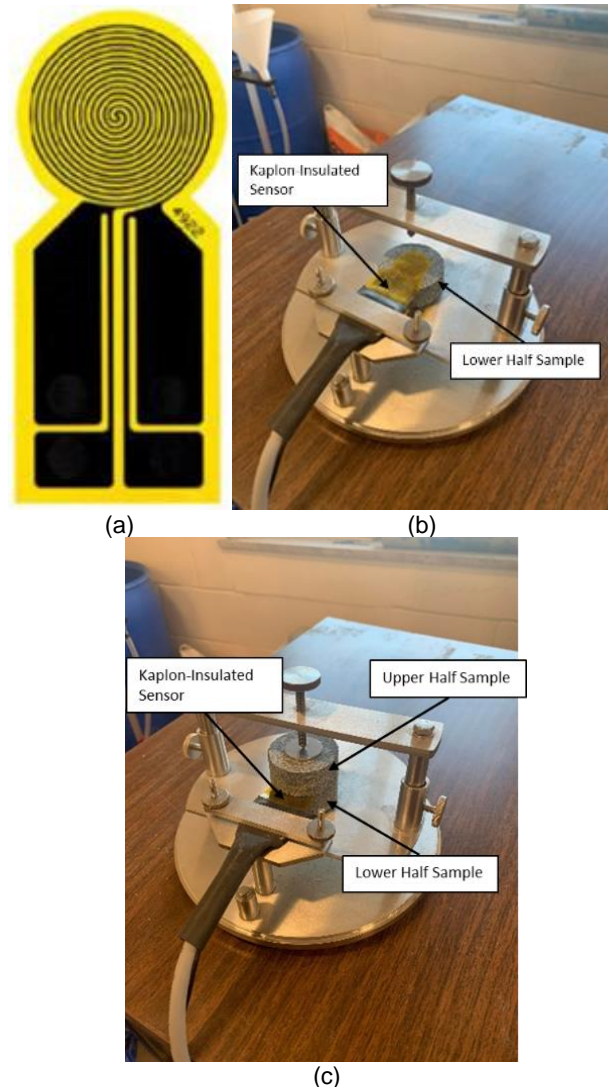 4922
(a)
Kaplon-Insulated
Sensor
Lower Half Sample
(b)
Kaplon-Insulated
Sensor
Upper Half Sample
Lower Half Sample
(c)